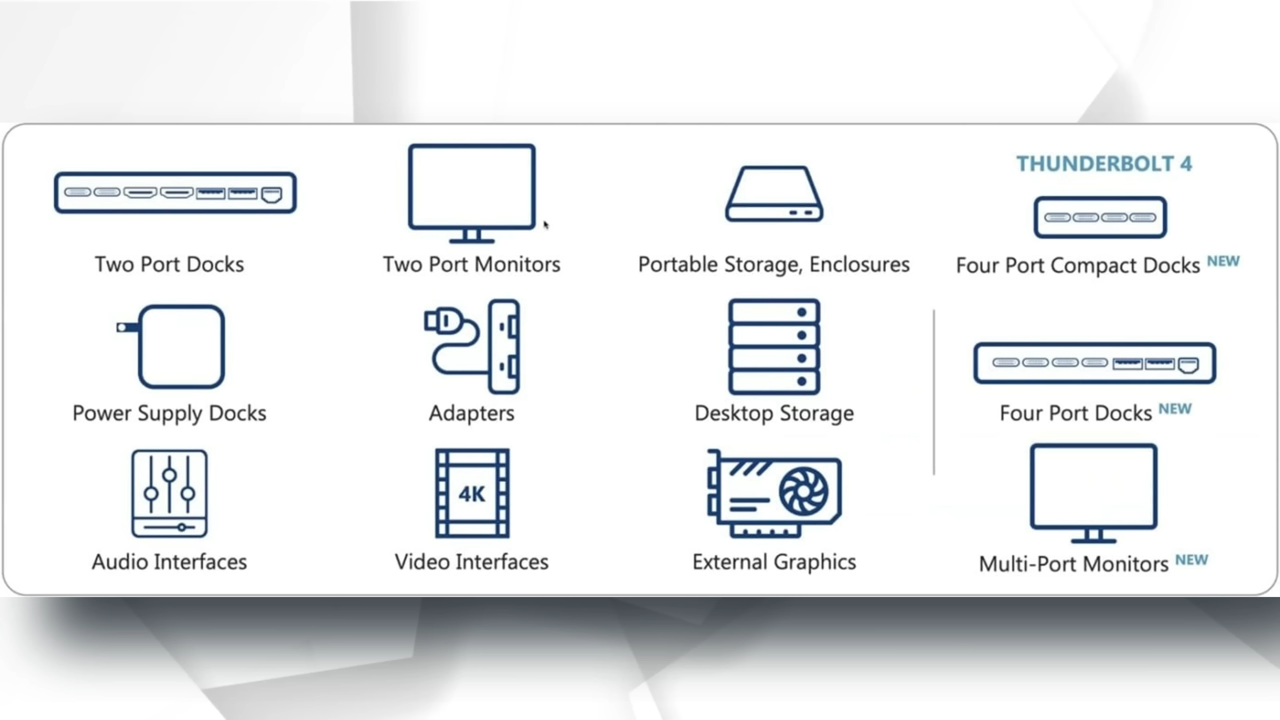 THUNDERBOLT 4
Two Port Docks
Two Port Monitors
Portable Storage, Enclosures
Four Port Compact Docks NEW
Power Supply Docks
Adapters
Desktop Storage
Four Port Docks NEW
4K
Audio Interfaces
Video Interfaces
External Graphics
Multi-Port Monitors NEW